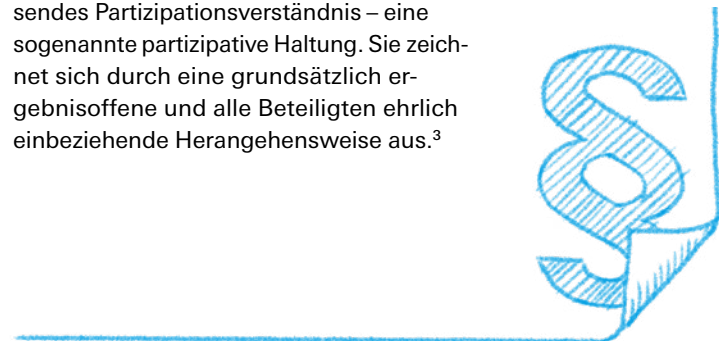 sendes Partizipationsverständnis – eine
sogenannte partizipative Haltung. Sie zeich-
net sich durch eine grundsätzlich er-
gebnisoffene und alle Beteiligten ehrlich
einbeziehende Herangehensweise aus.³
§